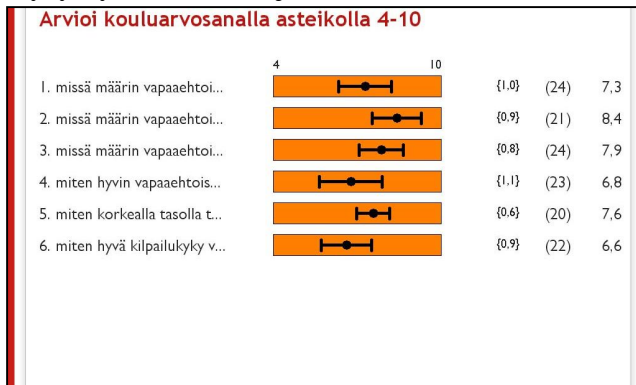 Arvioi kouluarvosanalla asteikolla 4-10
4 10
1. missä määrin vapaaehtoi... {1,0} (24) 7,3
2. missä määrin vapaaehtoi... {0,9} (21) 8,4
3. missä määrin vapaaehtoi... {0,8} (24) 7,9
4. miten hyvin vapaaehtois... {1,1} (23) 6,8
5. miten korkealla tasolla t... {0,6} (20) 7,6
6. miten hyvä kilpailukyky v... {0,9} (22) 6,6